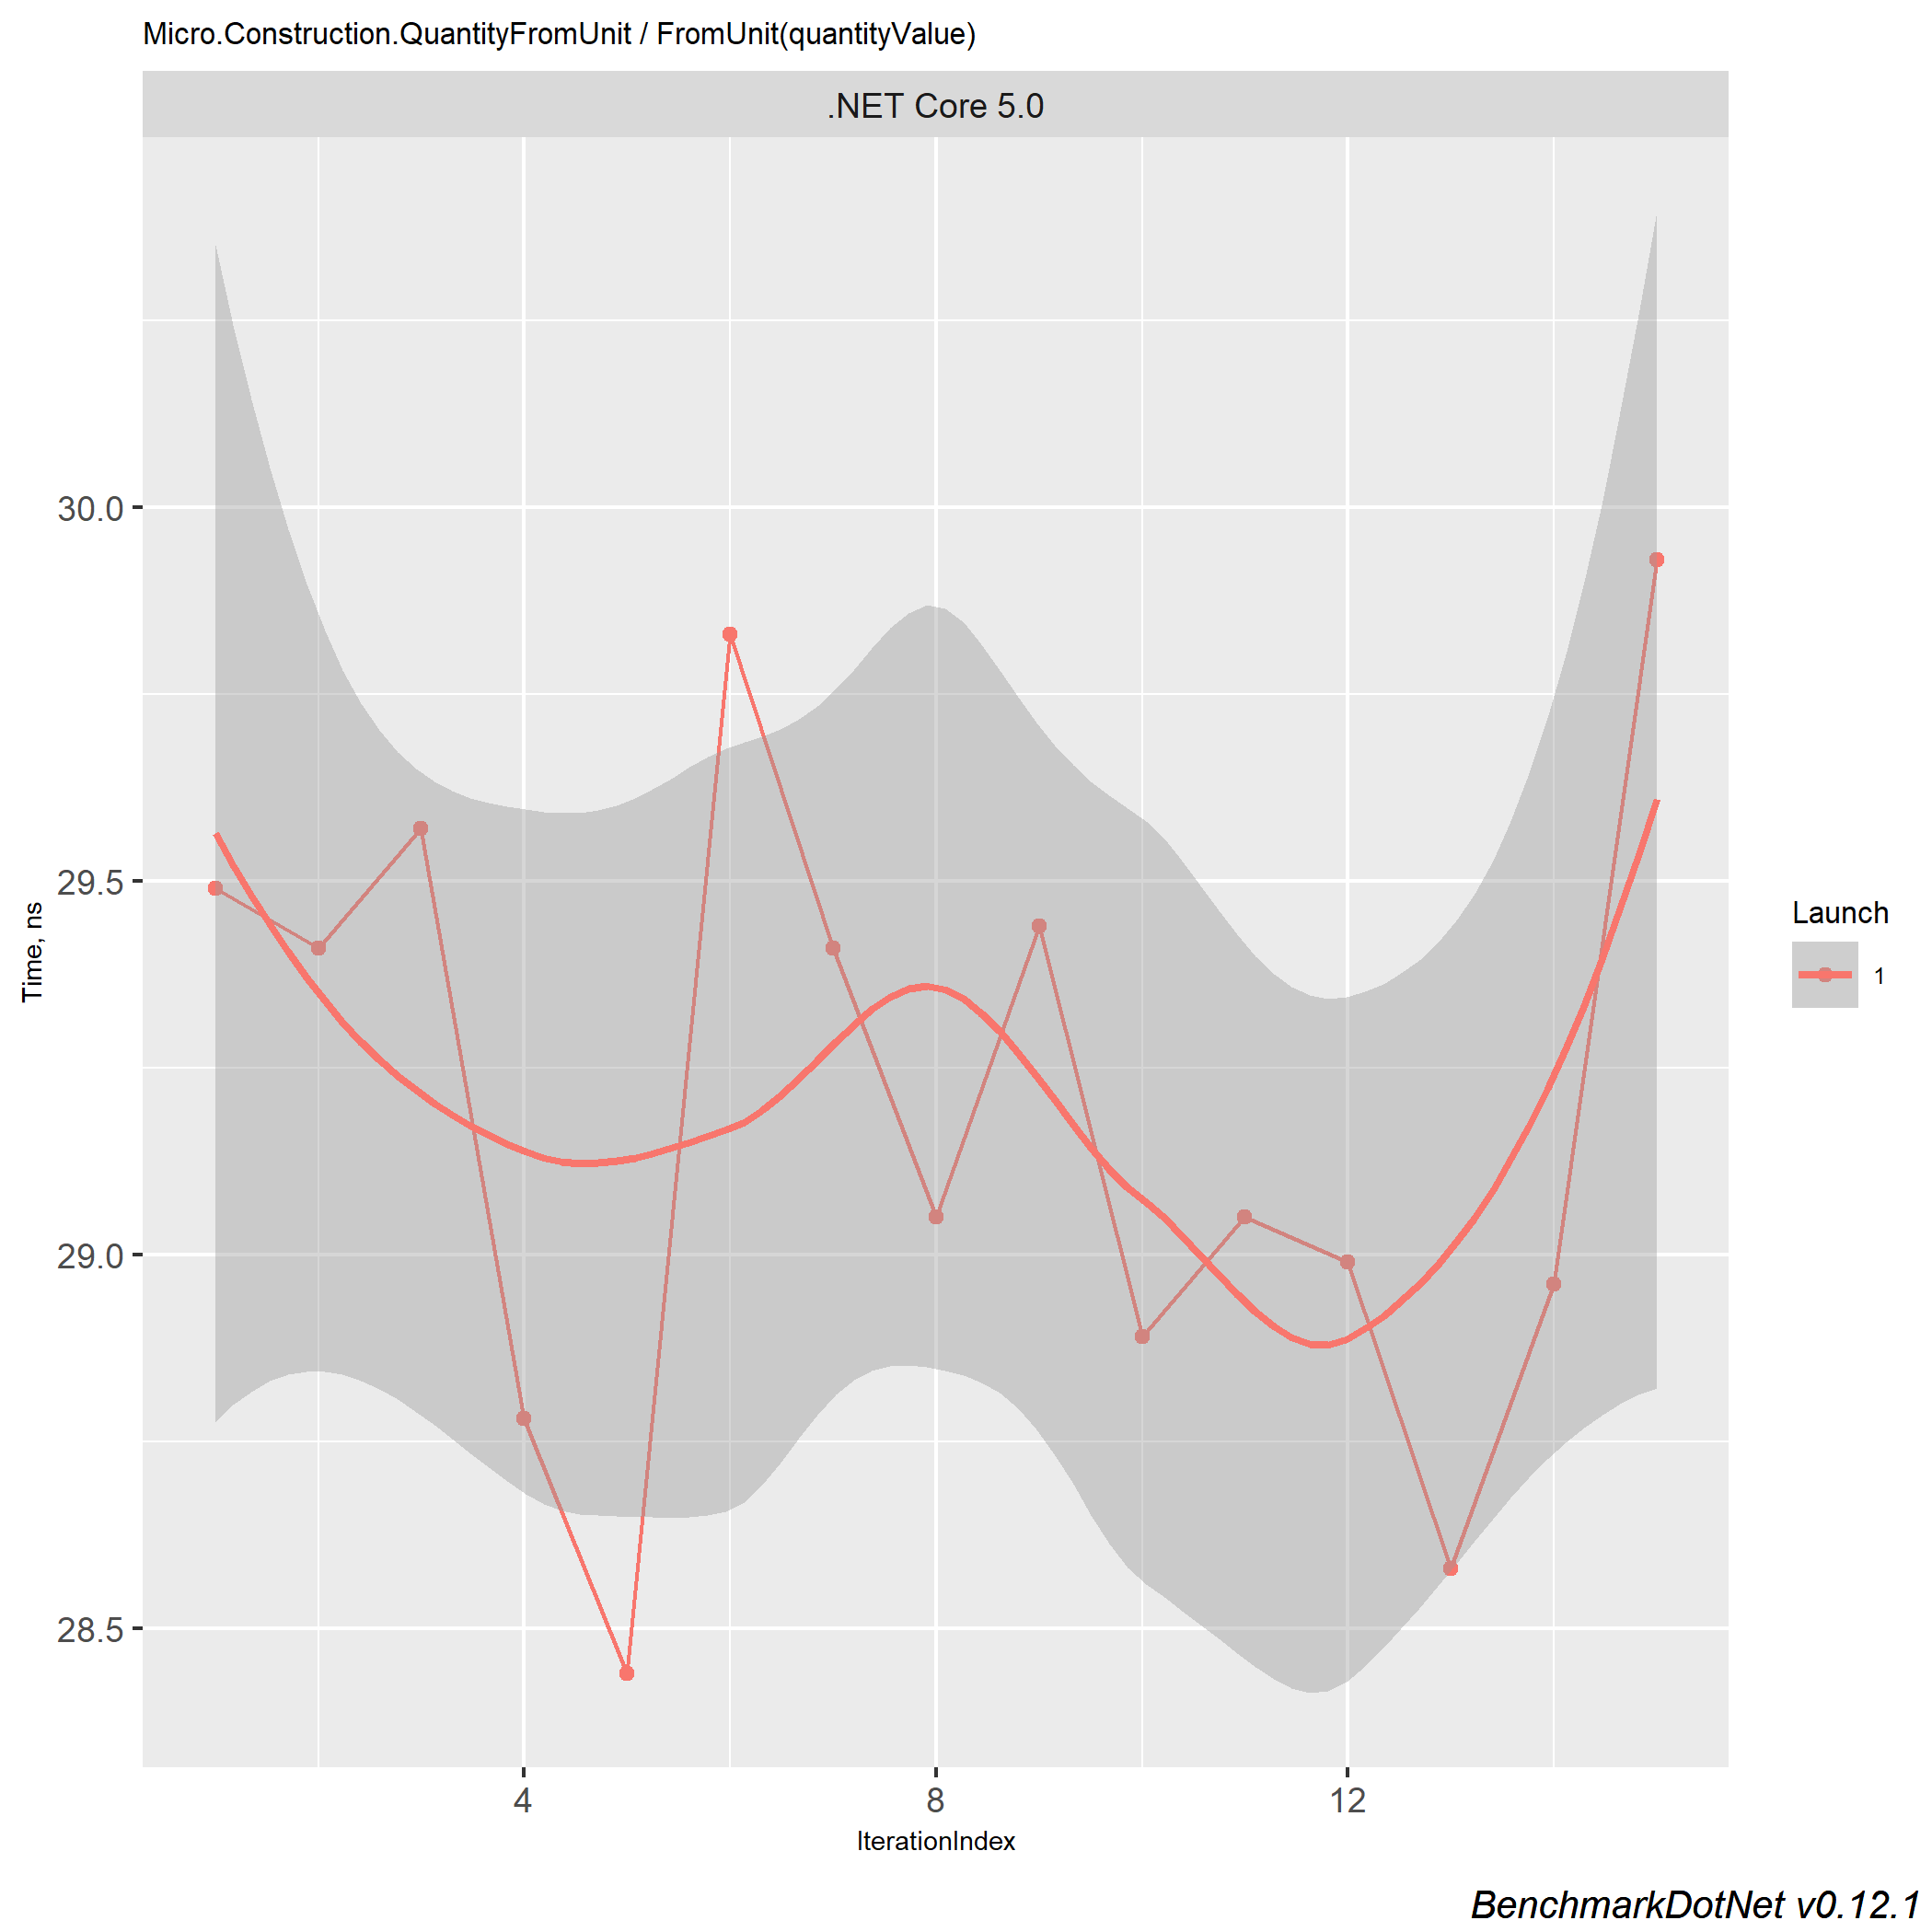 Micro.Construction.QuantityFromUnit / FromUnit(quantityValue)
.NET Core 5.0
Time, ns
30.0
29.5
29.0
28.5
4 8 12
IterationIndex
Launch
1
BenchmarkDotNet v0.12.1